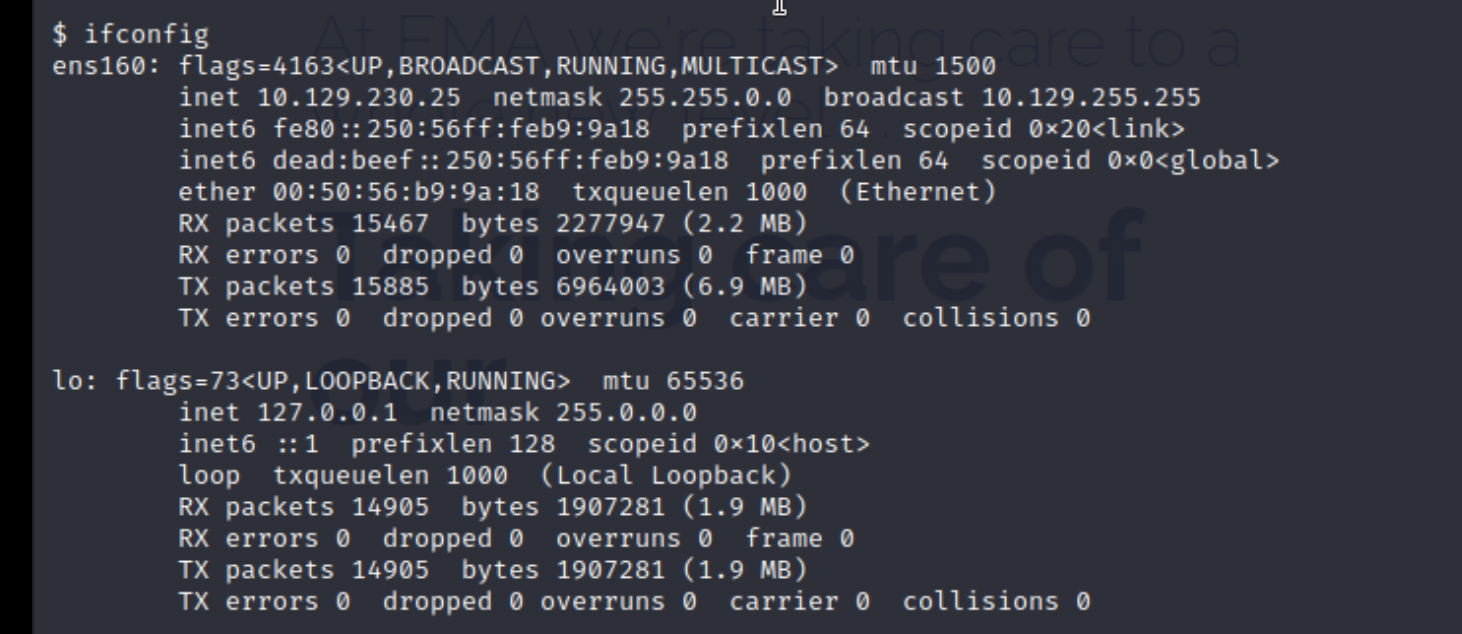 $ ifconfig
ens160: flags=4163<UP,BROADCAST,RUNNING,MULTICAST>  mtu 1500
        inet 10.129.230.25  netmask 255.255.0.0  broadcast 10.129.255.255
        inet6 fe80::250:56ff:feb9:9a18  prefixlen 64  scopeid 0×20<link>
        inet6 dead:beef::250:56ff:feb9:9a18  prefixlen 64  scopeid 0×0<global>
        ether 00:50:56:b9:9a:18  txqueuelen 1000  (Ethernet)
        RX packets 15467  bytes 2277947 (2.2 MB)
        RX errors 0  dropped 0  overruns 0  frame 0
        TX packets 15885  bytes 6964003 (6.9 MB)
        TX errors 0  dropped 0 overruns 0  carrier 0  collisions 0

lo: flags=73<UP,LOOPBACK,RUNNING>  mtu 65536
        inet 127.0.0.1  netmask 255.0.0.0
        inet6 ::1  prefixlen 128  scopeid 0×10<host>
        loop  txqueuelen 1000  (Local Loopback)
        RX packets 14905  bytes 1907281 (1.9 MB)
        RX errors 0  dropped 0  overruns 0  frame 0
        TX packets 14905  bytes 1907281 (1.9 MB)
        TX errors 0  dropped 0 overruns 0  carrier 0  collisions 0
At EMA we're taking care to a
Taking care of
our